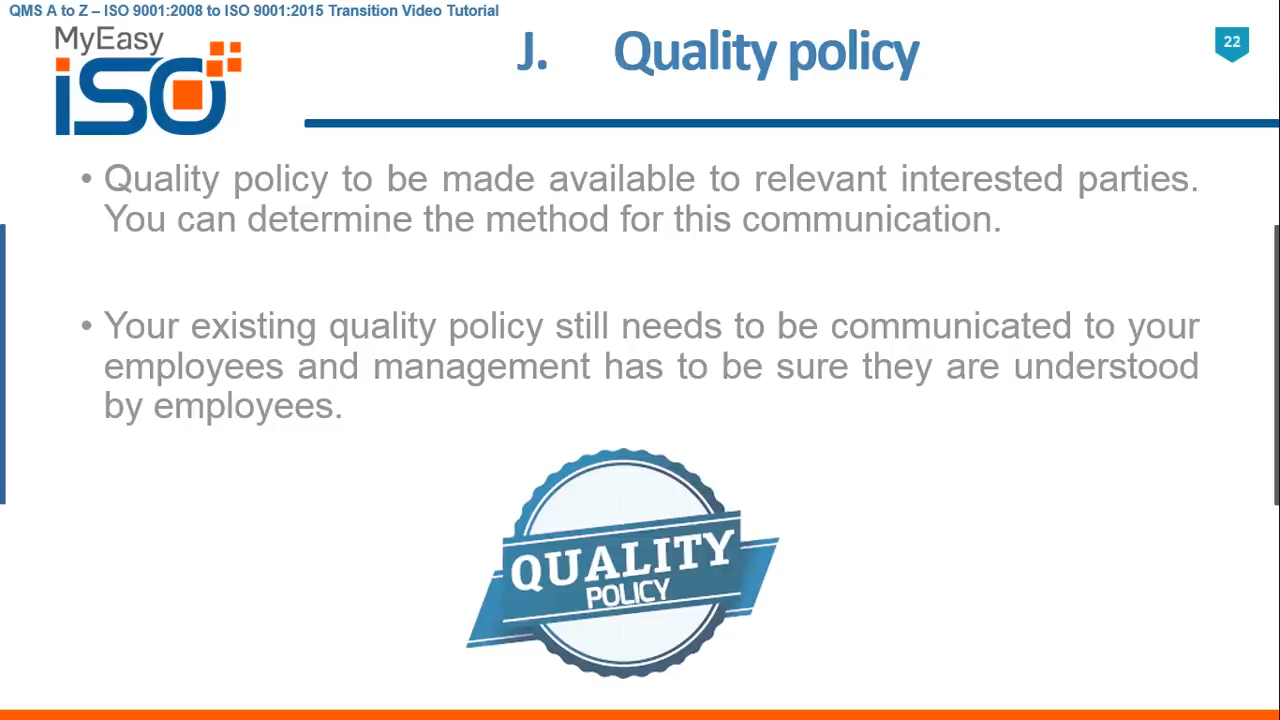 QMS A to Z – ISO 9001:2008 to ISO 9001:2015 Transition Video Tutorial
MyEasy
iSO
J. Quality policy
22
• Quality policy to be made available to relevant interested parties.
You can determine the method for this communication.
• Your existing quality policy still needs to be communicated to your
employees and management has to be sure they are understood
by employees.
QUALITY
POLICY